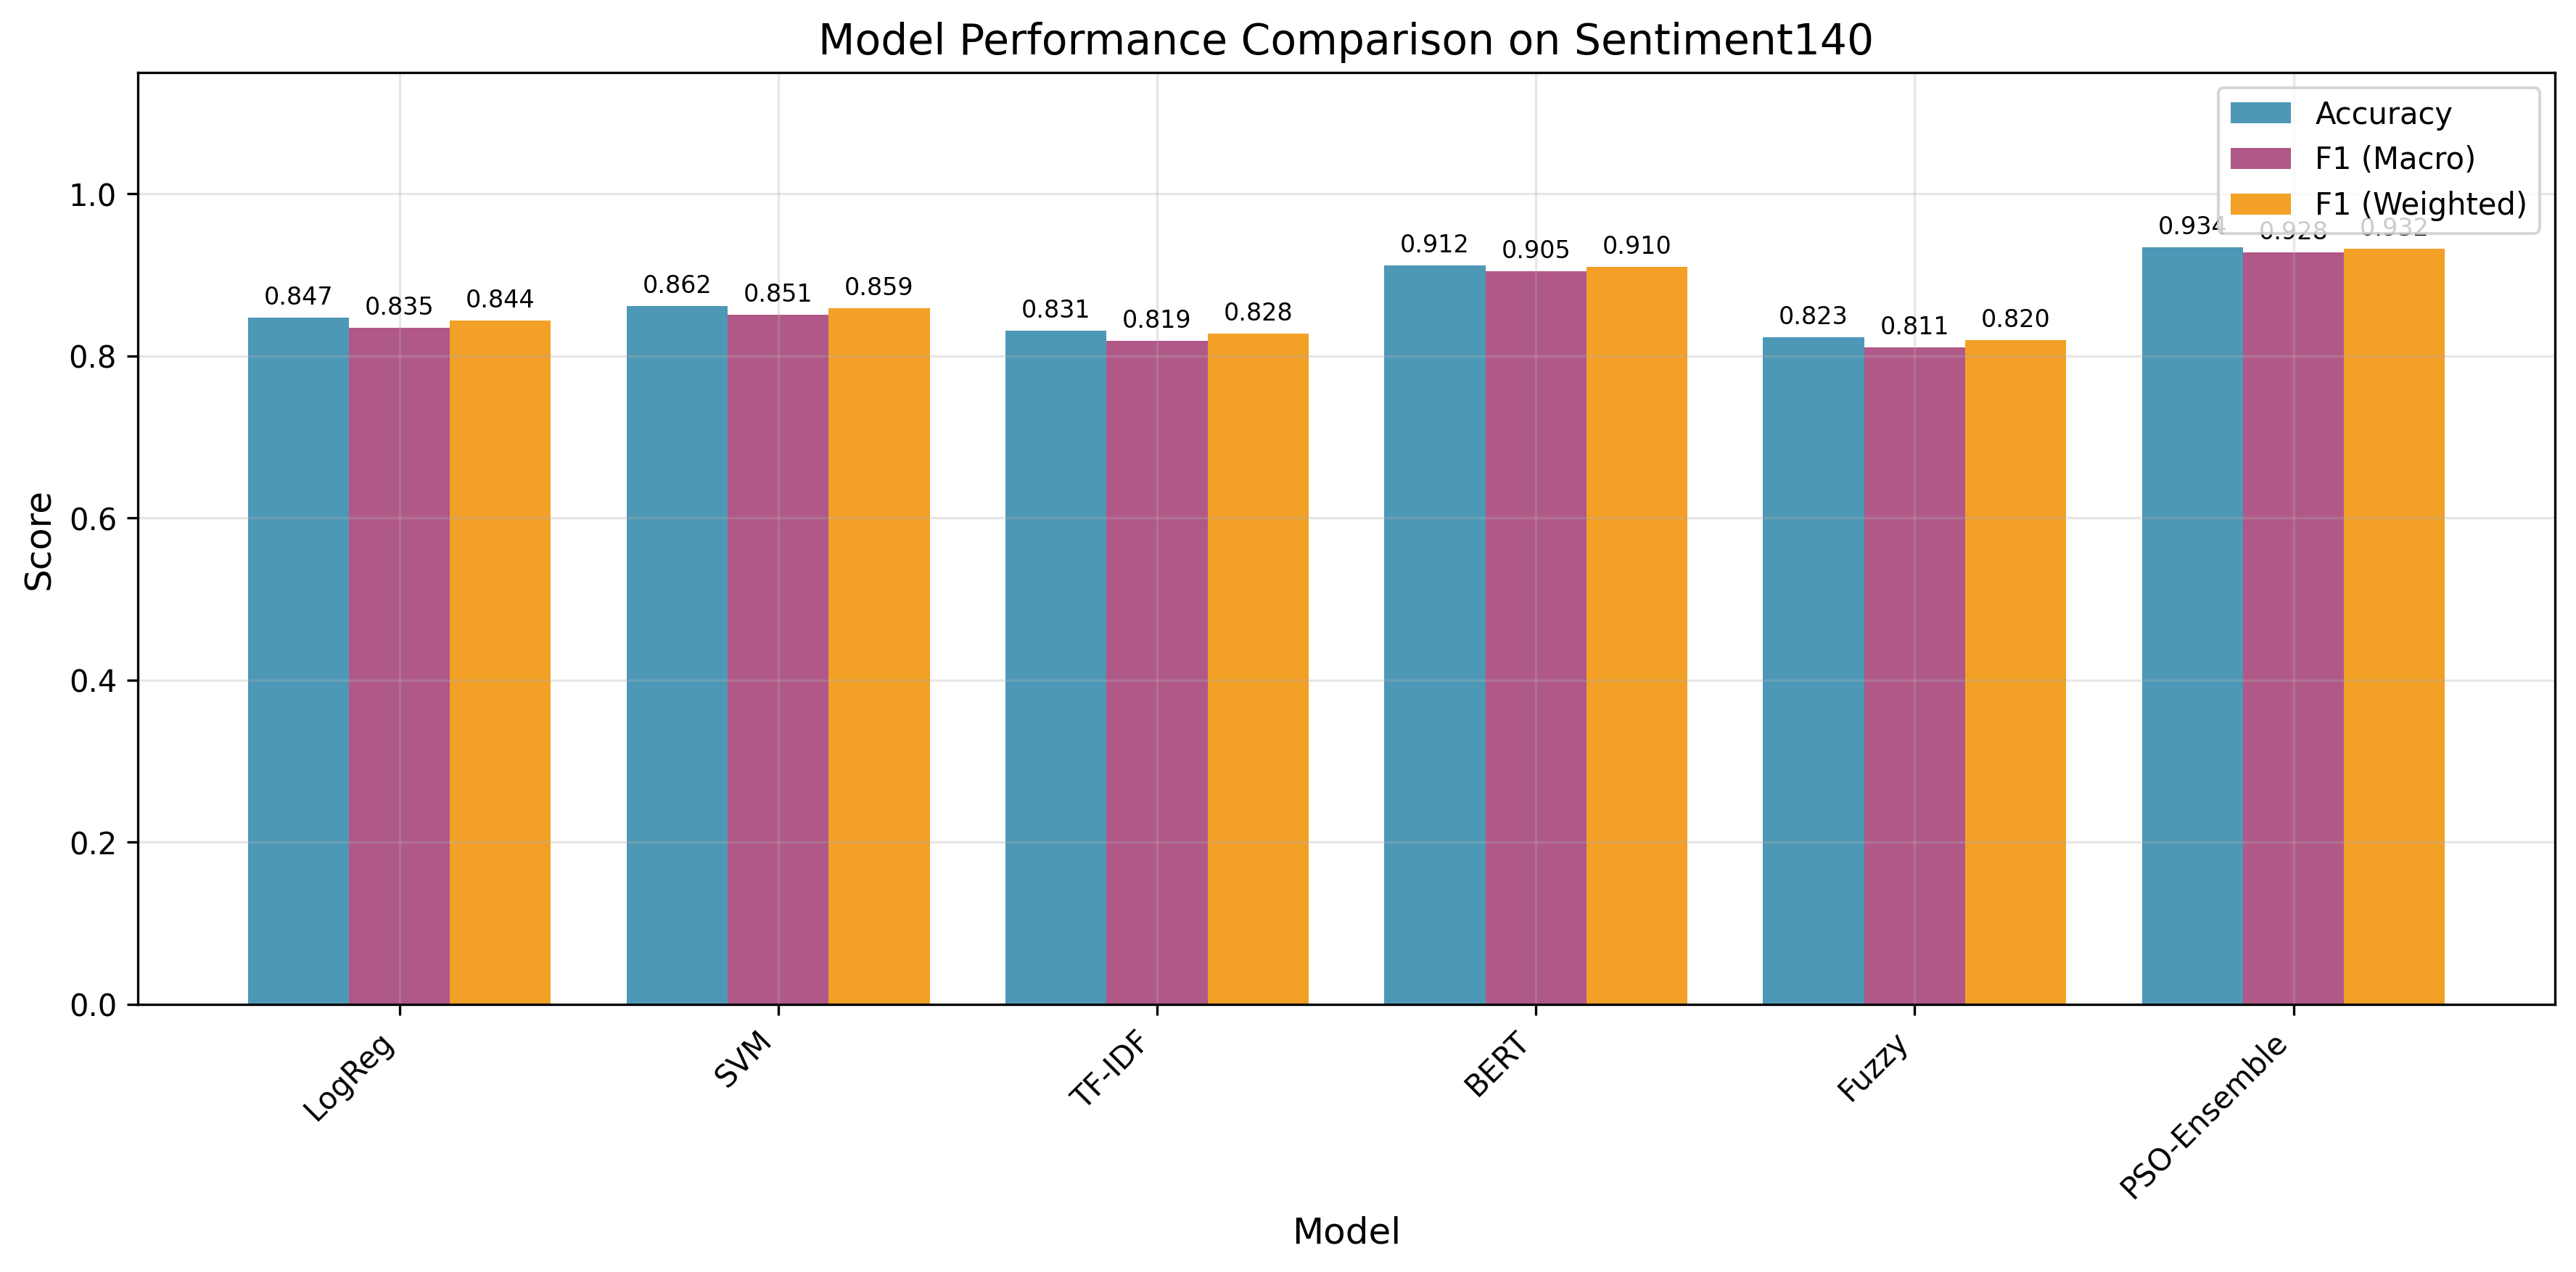 Model Performance Comparison on Sentiment140
Accuracy
F1 (Macro)
F1 (Weighted)
1.0
0.8
0.6
0.4
0.2
0.0
Score
0.847
0.835
0.844
0.862
0.851
0.859
0.831
0.819
0.828
0.912
0.905
0.910
0.823
0.811
0.820
0.934
0.928
0.932
LogReg
SVM
TF-IDF
BERT
Fuzzy
PSO-Ensemble
Model